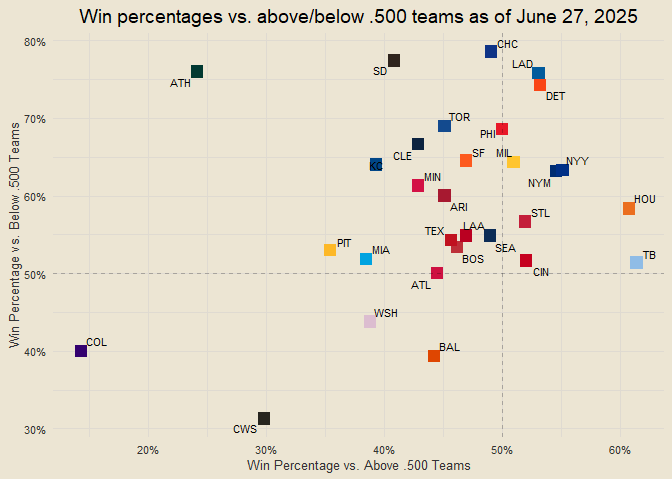 Win percentages vs. above/below .500 teams as of June 27, 2025
80%
CHC
SD
LAD
ATH
DET
70%
TOR
PHI
CLE
SF
MIL
NYY
KC
MIN
NYM
60%
ARI
HOU
STL
TEX
LAA
PIT
MIA
SEA
BOS
TB
50%
CIN
ATL
WSH
COL
BAL
40%
CWS
30%
20%
30%
40%
50%
60%
Win Percentage vs. Above .500 Teams
Win Percentage vs. Below .500 Teams